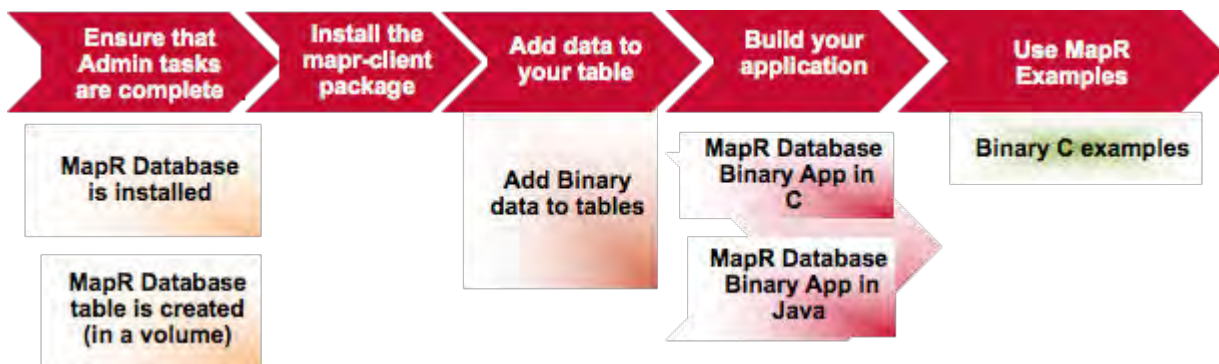 Ensure that
Admin tasks
are complete
Install the
mapr-client
package
Add data to
your table
Build your
application
Use MapR
Examples
MapR Database
is installed
MapR Database
table is created
(in a volume)
Add Binary
data to tables
MapR Database
Binary App in
C
MapR Database
Binary App in
Java
Binary C examples